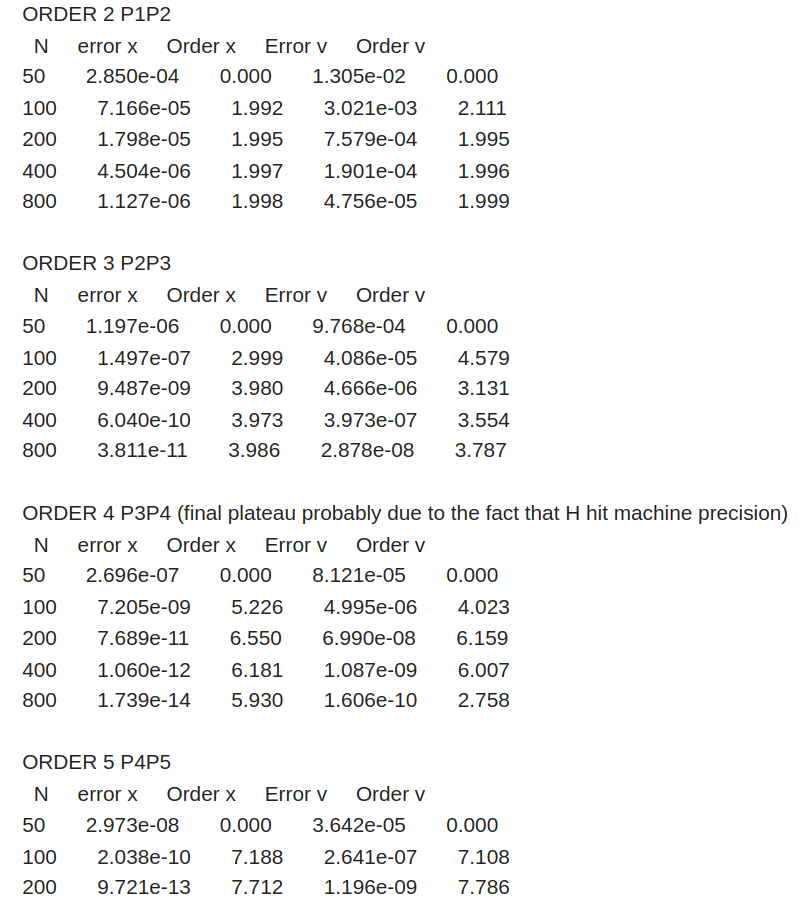 ORDER 2 P1P2
N error x Order x Error v Order v
50 2.850e-04 0.000 1.305e-02 0.000
100 7.166e-05 1.992 3.021e-03 2.111
200 1.798e-05 1.995 7.579e-04 1.995
400 4.504e-06 1.997 1.901e-04 1.996
800 1.127e-06 1.998 4.756e-05 1.999
ORDER 3 P2P3
N error x Order x Error v Order v
50 1.197e-06 0.000 9.768e-04 0.000
100 1.497e-07 2.999 4.086e-05 4.579
200 9.487e-09 3.980 4.666e-06 3.131
400 6.040e-10 3.973 3.973e-07 3.554
800 3.811e-11 3.986 2.878e-08 3.787
ORDER 4 P3P4 (final plateau probably due to the fact that H hit machine precision)
N error x Order x Error v Order v
50 2.696e-07 0.000 8.121e-05 0.000
100 7.205e-09 5.226 4.995e-06 4.023
200 7.689e-11 6.550 6.990e-08 6.159
400 1.060e-12 6.181 1.087e-09 6.007
800 1.739e-14 5.930 1.606e-10 2.758
ORDER 5 P4P5
N error x Order x Error v Order v
50 2.973e-08 0.000 3.642e-05 0.000
100 2.038e-10 7.188 2.641e-07 7.108
200 9.721e-13 7.712 1.196e-09 7.786